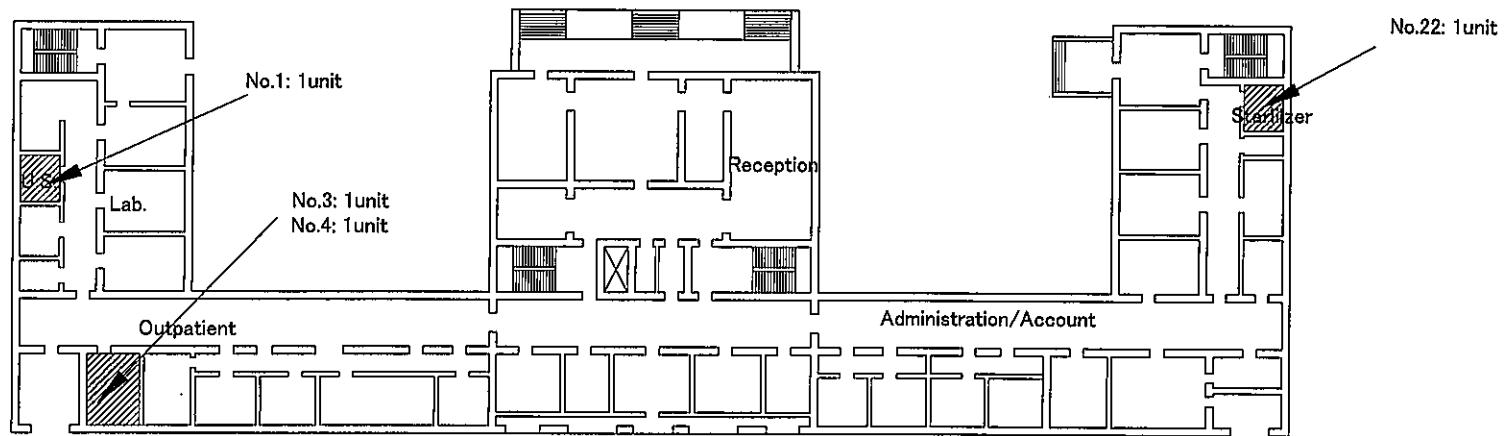 No.22: 1unit
No.1: 1unit
Sterilizer
Reception
U.S.
Lab.
No.3: 1unit
No.4: 1unit
Outpatient
Administration/Account